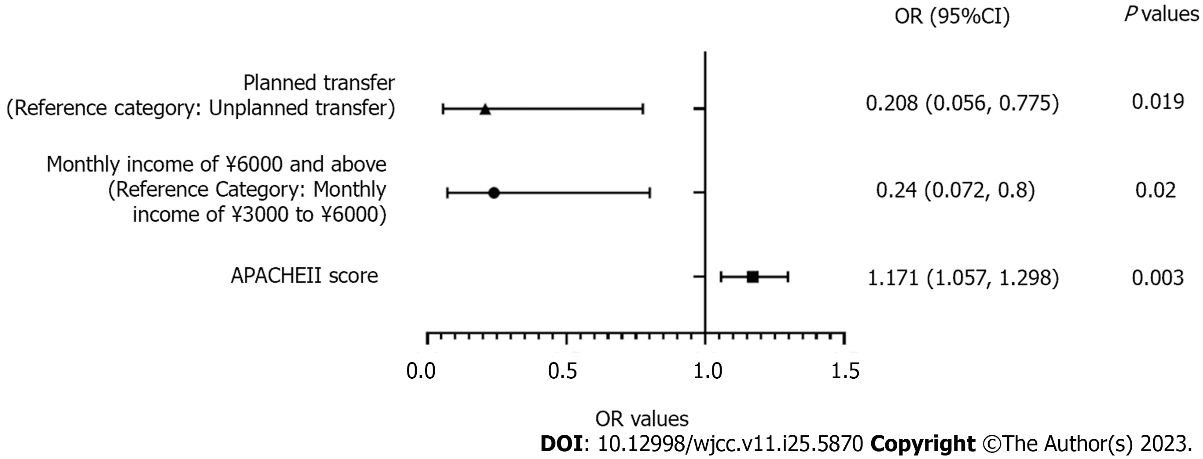 OR (95%CI) P values
Planned transfer
(Reference category: Unplanned transfer) 0.208 (0.056, 0.775) 0.019
Monthly income of ¥6000 and above
(Reference Category: Monthly
income of ¥3000 to ¥6000) 0.24 (0.072, 0.8) 0.02
APACHEII score 1.171 (1.057, 1.298) 0.003
0.0 0.5 1.0 1.5
OR values
DOI: 10.12998/wjcc.v11.i25.5870 Copyright ©The Author(s) 2023.